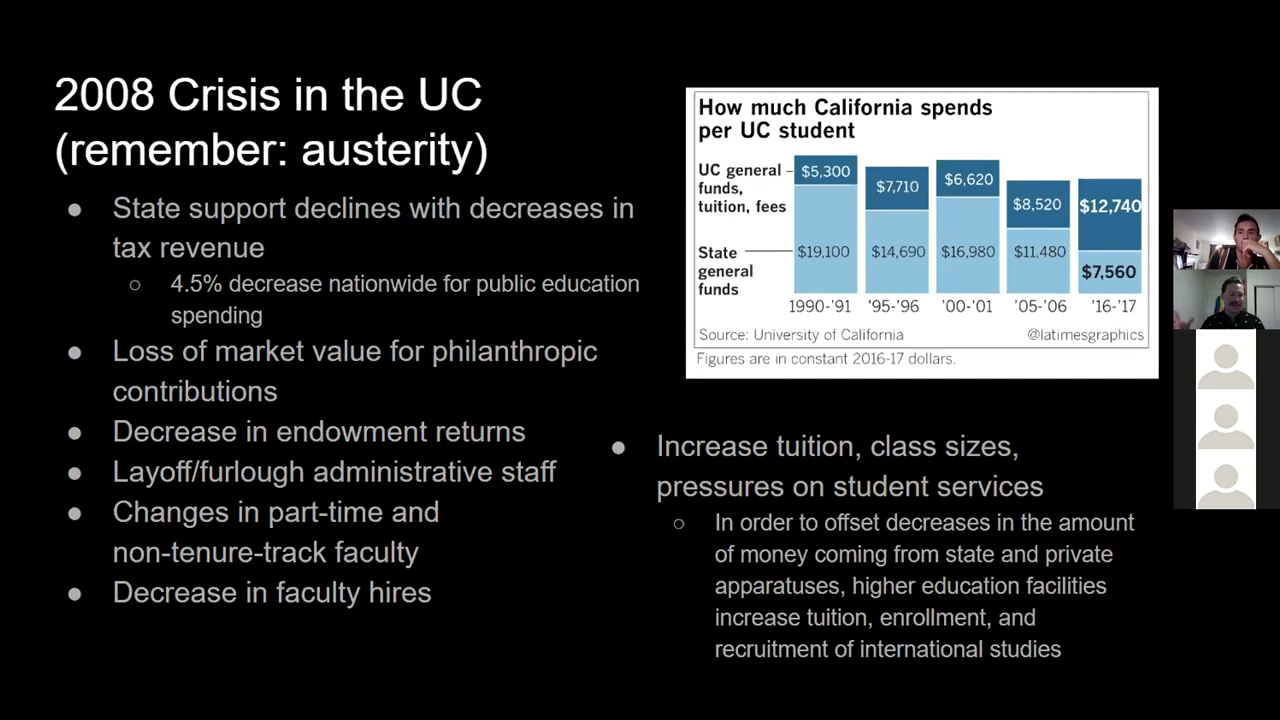 2008 Crisis in the UC
(remember: austerity)
● State support declines with decreases in
tax revenue
○ 4.5% decrease nationwide for public education
spending
● Loss of market value for philanthropic
contributions
● Decrease in endowment returns
● Layoff/furlough administrative staff
● Changes in part-time and
non-tenure-track faculty
● Decrease in faculty hires
How much California spends
per UC student
UC general
funds,
tuition, fees
$5,300 $7,710 $6,620 $8,520 $12,740
State
general
funds
$19,100 $14,690 $16,980 $11,480 $7,560
1990-'91 '95-'96 '00-'01 '05-'06 '16-'17
Source: University of California @latimesgraphics
Figures are in constant 2016-17 dollars.
● Increase tuition, class sizes,
pressures on student services
○ In order to offset decreases in the amount
of money coming from state and private
apparatuses, higher education facilities
increase tuition, enrollment, and
recruitment of international studies